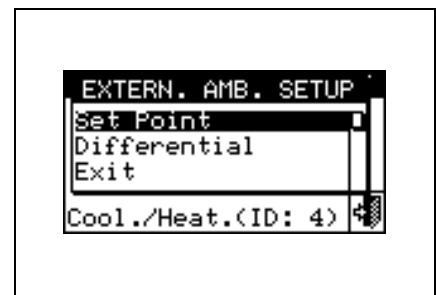 EXTERN. AMB. SETUP
Set Point
Differential
Exit
Cool./Heat.(ID: 4)